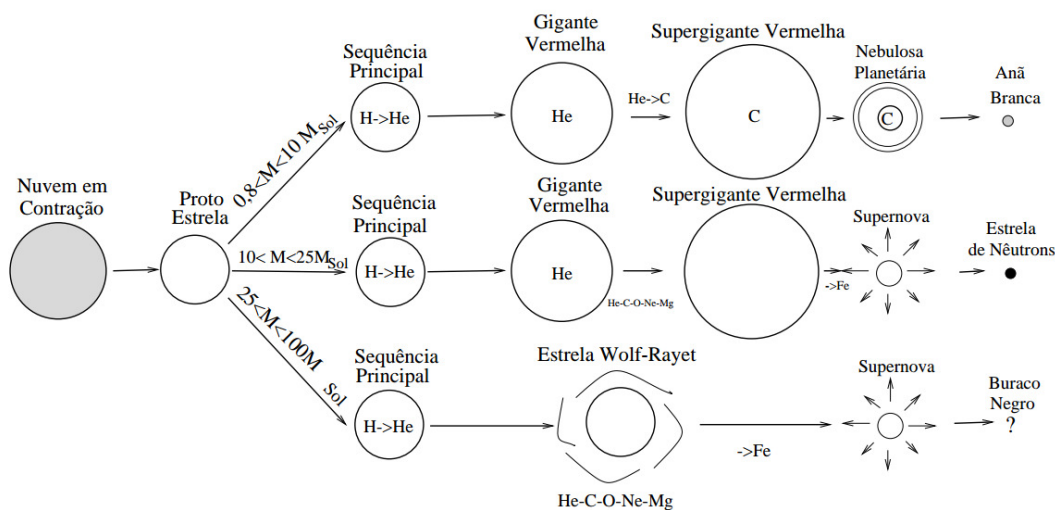 Nuvem em
Contração
Proto
Estrela
0,8<M<10 M Sol
Sequência
Principal
H->He
Gigante
Vermelha
He
He->C
Supergigante Vermelha
C
Nebulosa
Planetária
C
Anã
Branca
10< M<25M Sol
Sequência
Principal
H->He
Gigante
Vermelha
He
He-C-O-Ne-Mg
Supergigante Vermelha
->Fe
Supernova
Estrela
de Nêutrons
25<M<100M Sol
Sequência
Principal
H->He
Estrela Wolf-Rayet
He-C-O-Ne-Mg
->Fe
Supernova
Buraco
Negro
?